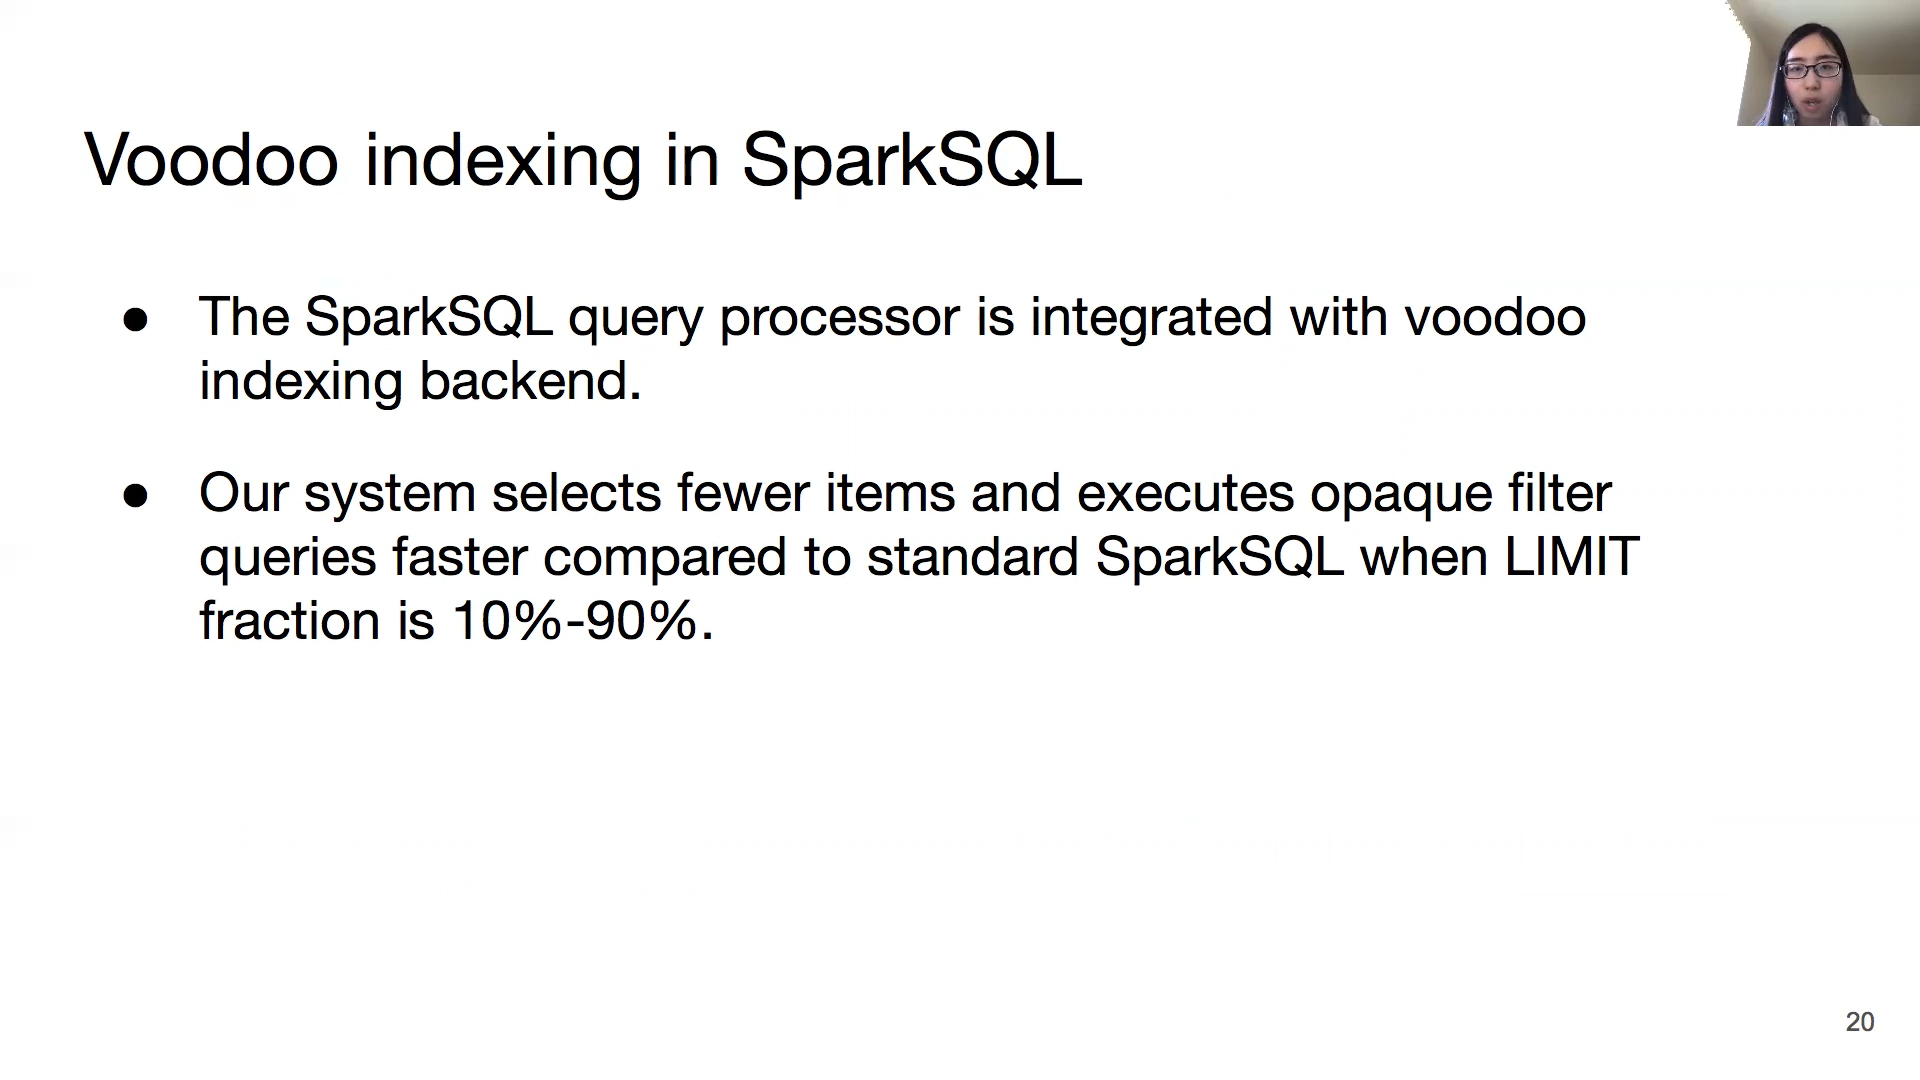 Voodoo indexing in SparkSQL
● The SparkSQL query processor is integrated with voodoo
indexing backend.
● Our system selects fewer items and executes opaque filter
queries faster compared to standard SparkSQL when LIMIT
fraction is 10%-90%.
20